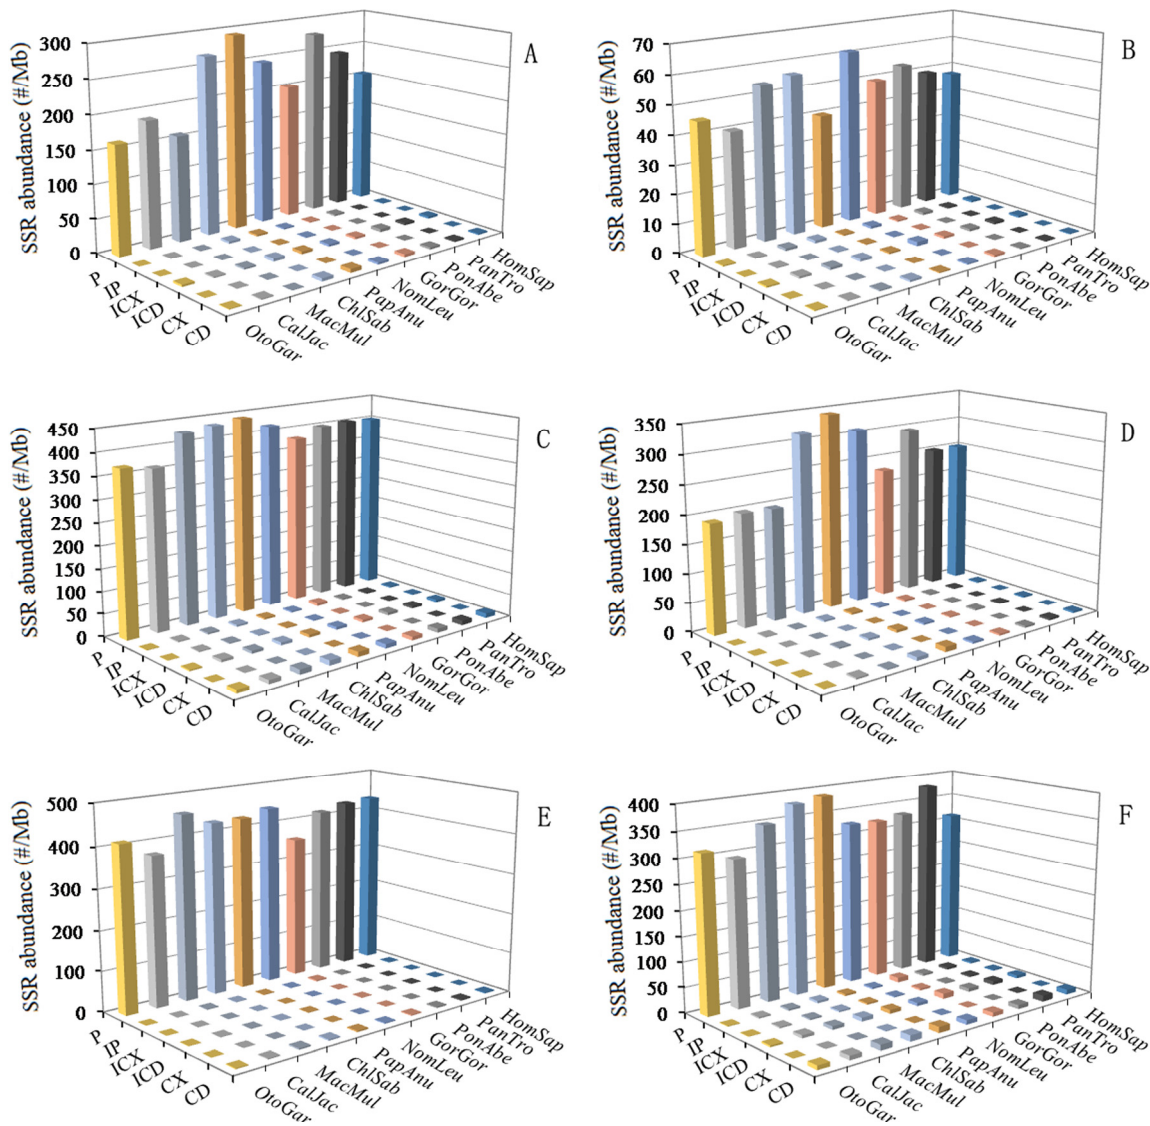 A
SSR abundance (#/Mb)
300
250
200
150
100
50
0
P
IP
ICX
ICD
CX
CD
OtoGar
CalJac
MacMul
ChlSab
PapAnu
NomLeu
GorGor
PonAbe
PanTro
HomSap
B
SSR abundance (#/Mb)
70
60
50
40
30
20
10
0
P
IP
ICX
ICD
CX
CD
OtoGar
CalJac
MacMul
ChlSab
PapAnu
NomLeu
GorGor
PonAbe
PanTro
HomSap
C
SSR abundance (#/Mb)
450
400
350
300
250
200
150
100
50
0
P
IP
ICX
ICD
CX
CD
OtoGar
CalJac
MacMul
ChlSab
PapAnu
NomLeu
GorGor
PonAbe
PanTro
HomSap
D
SSR abundance (#/Mb)
350
300
250
200
150
100
50
0
P
IP
ICX
ICD
CX
CD
OtoGar
CalJac
MacMul
ChlSab
PapAnu
NomLeu
GorGor
PonAbe
PanTro
HomSap
E
SSR abundance (#/Mb)
500
400
300
200
100
0
P
IP
ICX
ICD
CX
CD
OtoGar
CalJac
MacMul
ChlSab
PapAnu
NomLeu
GorGor
PonAbe
PanTro
HomSap
F
SSR abundance (#/Mb)
400
350
300
250
200
150
100
50
0
P
IP
ICX
ICD
CX
CD
OtoGar
CalJac
MacMul
ChlSab
PapAnu
NomLeu
GorGor
PonAbe
PanTro
HomSap